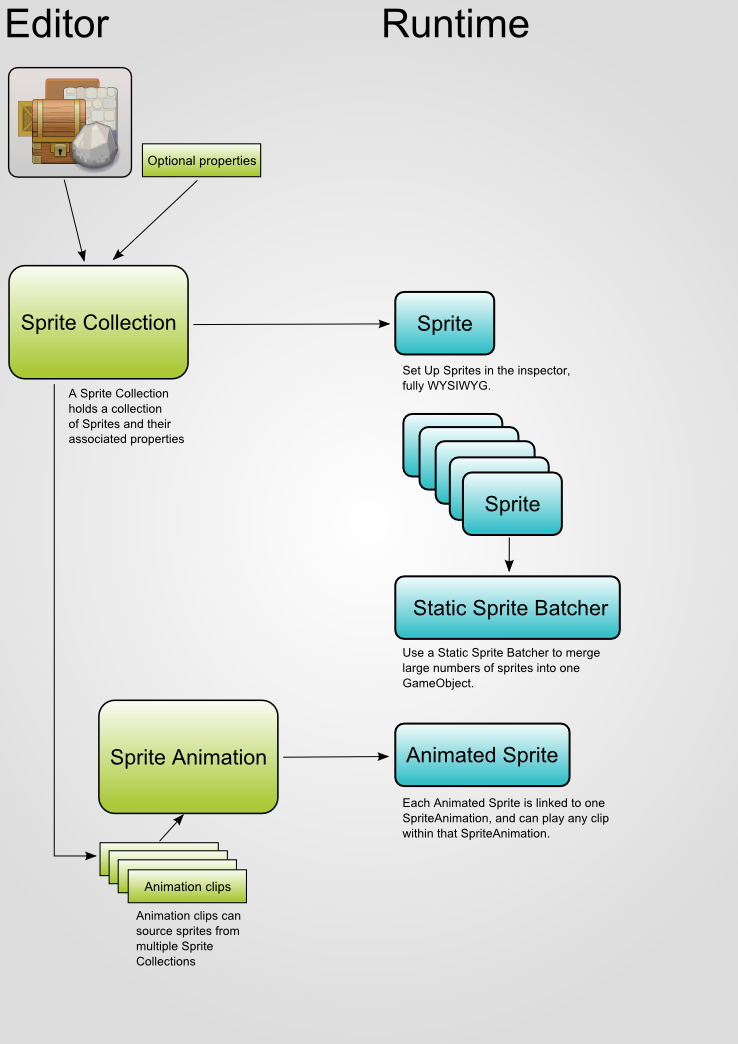 Editor
Runtime
Optional properties
Sprite Collection
A Sprite Collection
holds a collection
of Sprites and their
associated properties
Sprite
Set Up Sprites in the inspector,
fully WYSIWYG.
Sprite
Static Sprite Batcher
Use a Static Sprite Batcher to merge
large numbers of sprites into one
GameObject.
Sprite Animation
Animated Sprite
Each Animated Sprite is linked to one
SpriteAnimation, and can play any clip
within that SpriteAnimation.
Animation clips
Animation clips can
source sprites from
multiple Sprite
Collections